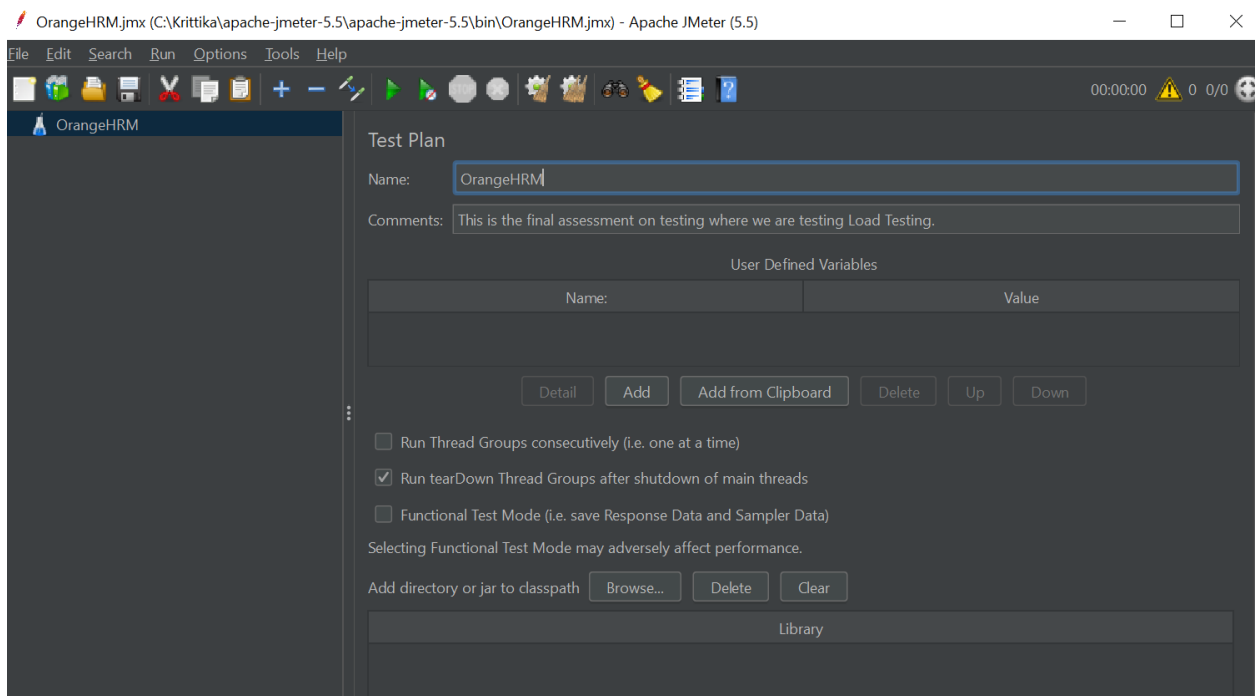 OrangeHRM.jmx (C:\Krittika\apache-jmeter-5.5\apache-jmeter-5.5\bin\OrangeHRM.jmx) - Apache JMeter (5.5)
File Edit Search Run Options Tools Help
STOP 00:00:00 0 0/0
OrangeHRM
Test Plan
Name: OrangeHRM
Comments: This is the final assessment on testing where we are testing Load Testing.
User Defined Variables
Name: Value
Detail Add Add from Clipboard Delete Up Down
Run Thread Groups consecutively (i.e. one at a time)
Run tearDown Thread Groups after shutdown of main threads
Functional Test Mode (i.e. save Response Data and Sampler Data)
Selecting Functional Test Mode may adversely affect performance.
Add directory or jar to classpath Browse... Delete Clear
Library